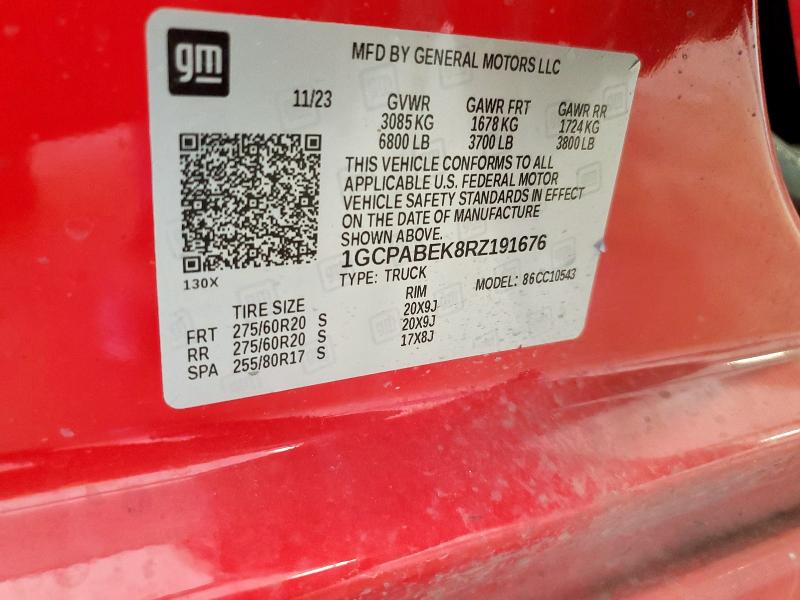 gm
MFD BY GENERAL MOTORS LLC
11/23 GVWR GAWR FRT GAWR RR
3085 KG 1678 KG 1724 KG
6800 LB 3700 LB 3800 LB
THIS VEHICLE CONFORMS TO ALL
APPLICABLE U.S. FEDERAL MOTOR
VEHICLE SAFETY STANDARDS IN EFFECT
ON THE DATE OF MANUFACTURE
SHOWN ABOVE.
1GCPABEK8RZ191676
130X
TYPE: TRUCK MODEL: 86CC10543
TIRE SIZE RIM
FRT 275/60R20 S 20X9J
RR 275/60R20 S 20X9J
SPA 255/80R17 S 17X8J